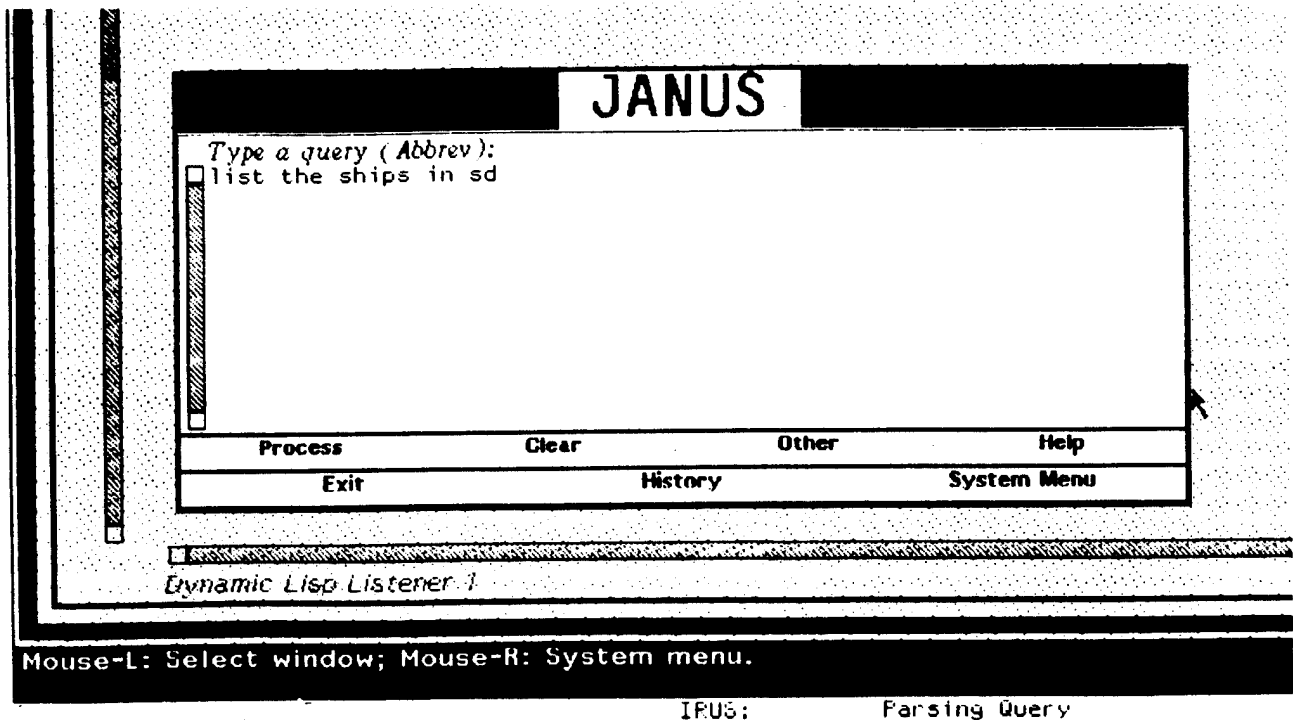 JANUS
Type a query (Abbrev):
list the ships in sd
Process Clear Other Help
Exit History System Menu
Dynamic Lisp Listener 1
Mouse-L: Select window; Mouse-R: System menu.
IRUS: Parsing Query